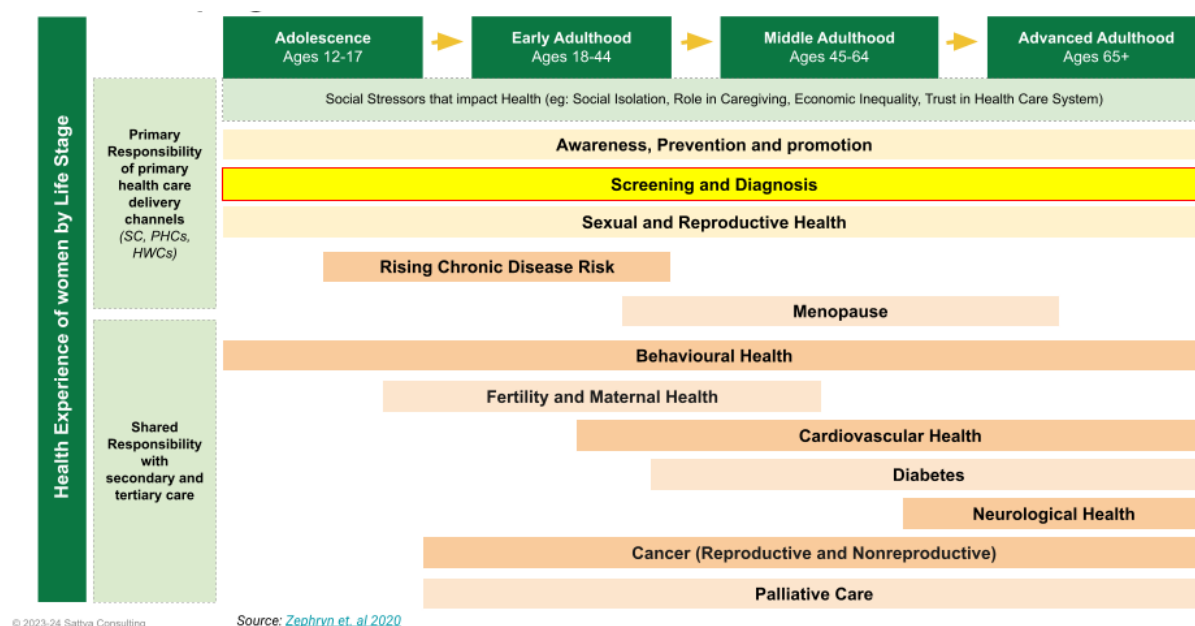 Adolescence
Ages 12-17
Early Adulthood
Ages 18-44
Middle Adulthood
Ages 45-64
Advanced Adulthood
Ages 65+
Health Experience of women by Life Stage
Primary
Responsibility
of primary
health care
delivery
channels
(SC, PHCs,
HWCs)
Social Stressors that impact Health (eg: Social Isolation, Role in Caregiving, Economic Inequality, Trust in Health Care System)
Awareness, Prevention and promotion
Screening and Diagnosis
Sexual and Reproductive Health
Rising Chronic Disease Risk
Menopause
Shared
Responsibility
with
secondary and
tertiary care
Behavioural Health
Fertility and Maternal Health
Cardiovascular Health
Diabetes
Neurological Health
Cancer (Reproductive and Nonreproductive)
Palliative Care
© 2023-24 Sattva Consulting
Source: Zephryn et. al 2020